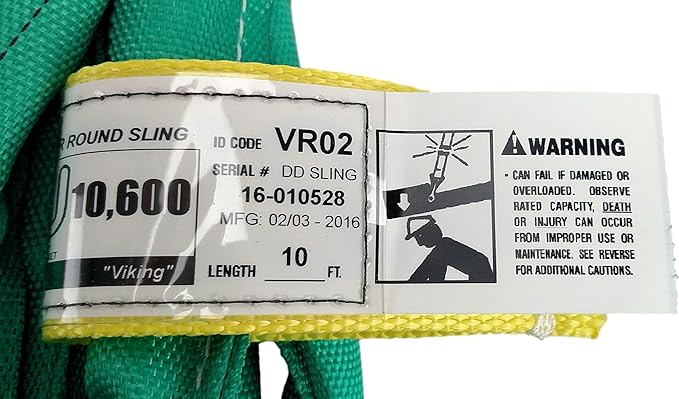 R ROUND SLING
10,600
ET
"Viking"
ID CODE VR02
SERIAL # DD SLING
16-010528
MFG: 02/03 - 2016
LENGTH 10 FT.
WARNING
· CAN FAIL IF DAMAGED OR
OVERLOADED. OBSERVE
RATED CAPACITY, DEATH
OR INJURY CAN OCCUR
FROM IMPROPER USE OR
MAINTENANCE. SEE REVERSE
FOR ADDITIONAL CAUTIONS.